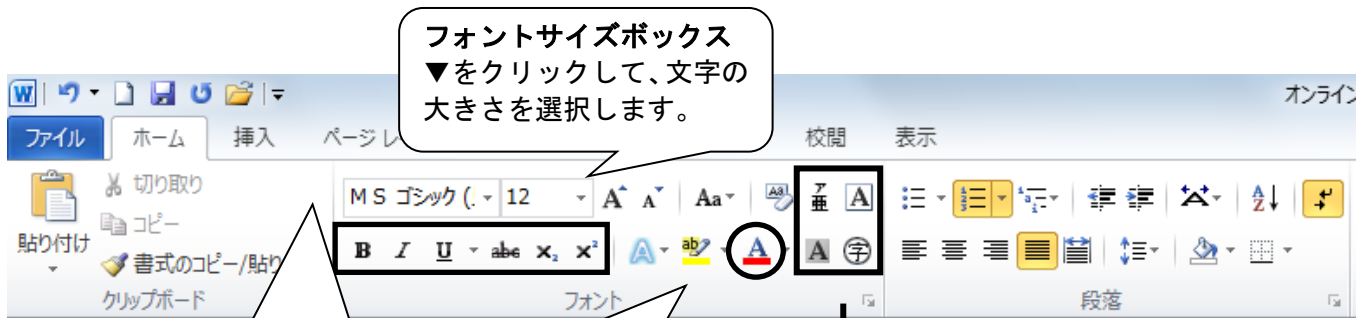 フォントサイズボックス
▼をクリックして、文字の
大きさを選択します。
オンライン
ファイル ホーム 挿入 ページ レ 校閲 表示
切り取り
コピー
貼り付け
書式のコピー/貼り
MS ゴシック (. 12 A A Aa
B I U abc x₂ x² A ab A A 字
ア亜 A
A Z
クリップボード フォント 段落